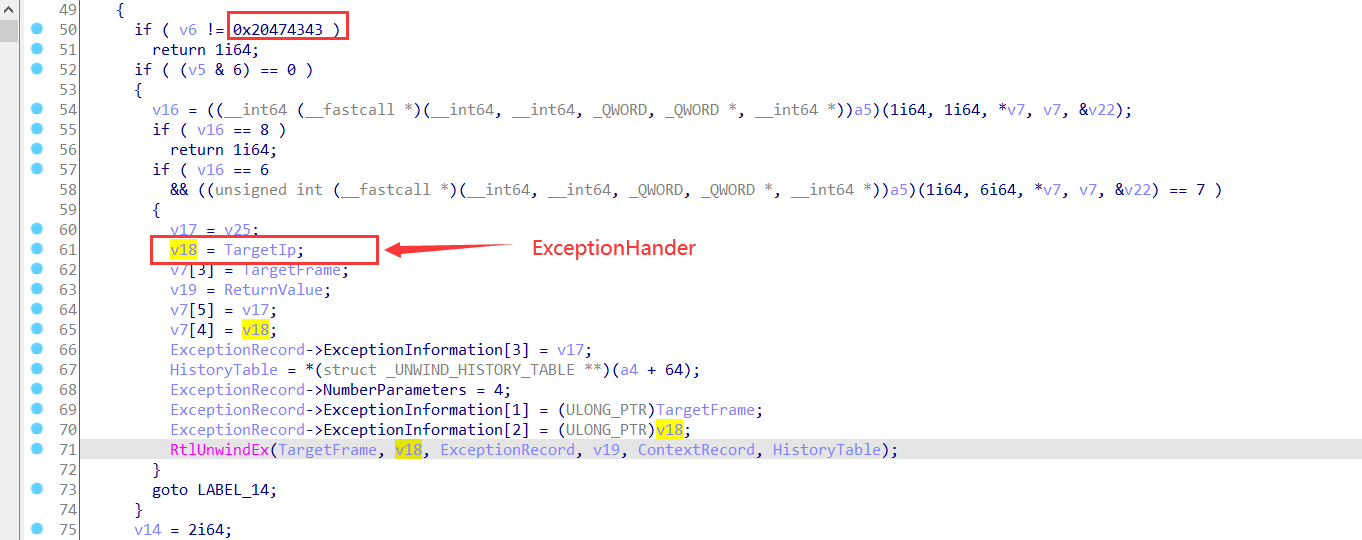 49 {
50 if ( v6 != 0x20474343 )
51 return 1i64;
52 if ( (v5 & 6) == 0 )
53 {
54 v16 = ((__int64 (__fastcall *)(__int64, __int64, _QWORD, _QWORD *, __int64 *))a5)(1i64, 1i64, *v7, v7, &v22);
55 if ( v16 == 8 )
56 return 1i64;
57 if ( v16 == 6
58 && ((unsigned int (__fastcall *)(__int64, __int64, _QWORD, _QWORD *, __int64 *))a5)(1i64, 6i64, *v7, v7, &v22) == 7 )
59 {
60 v17 = v25;
61 v18 = TargetIp; ExceptionHander
62 v7[3] = TargetFrame;
63 v19 = ReturnValue;
64 v7[5] = v17;
65 v7[4] = v18;
66 ExceptionRecord->ExceptionInformation[3] = v17;
67 HistoryTable = *(struct _UNWIND_HISTORY_TABLE **)(a4 + 64);
68 ExceptionRecord->NumberParameters = 4;
69 ExceptionRecord->ExceptionInformation[1] = (ULONG_PTR)TargetFrame;
70 ExceptionRecord->ExceptionInformation[2] = (ULONG_PTR)v18;
71 RtlUnwindEx(TargetFrame, v18, ExceptionRecord, v19, ContextRecord, HistoryTable);
72 }
73 goto LABEL_14;
74 }
75 v14 = 2i64;